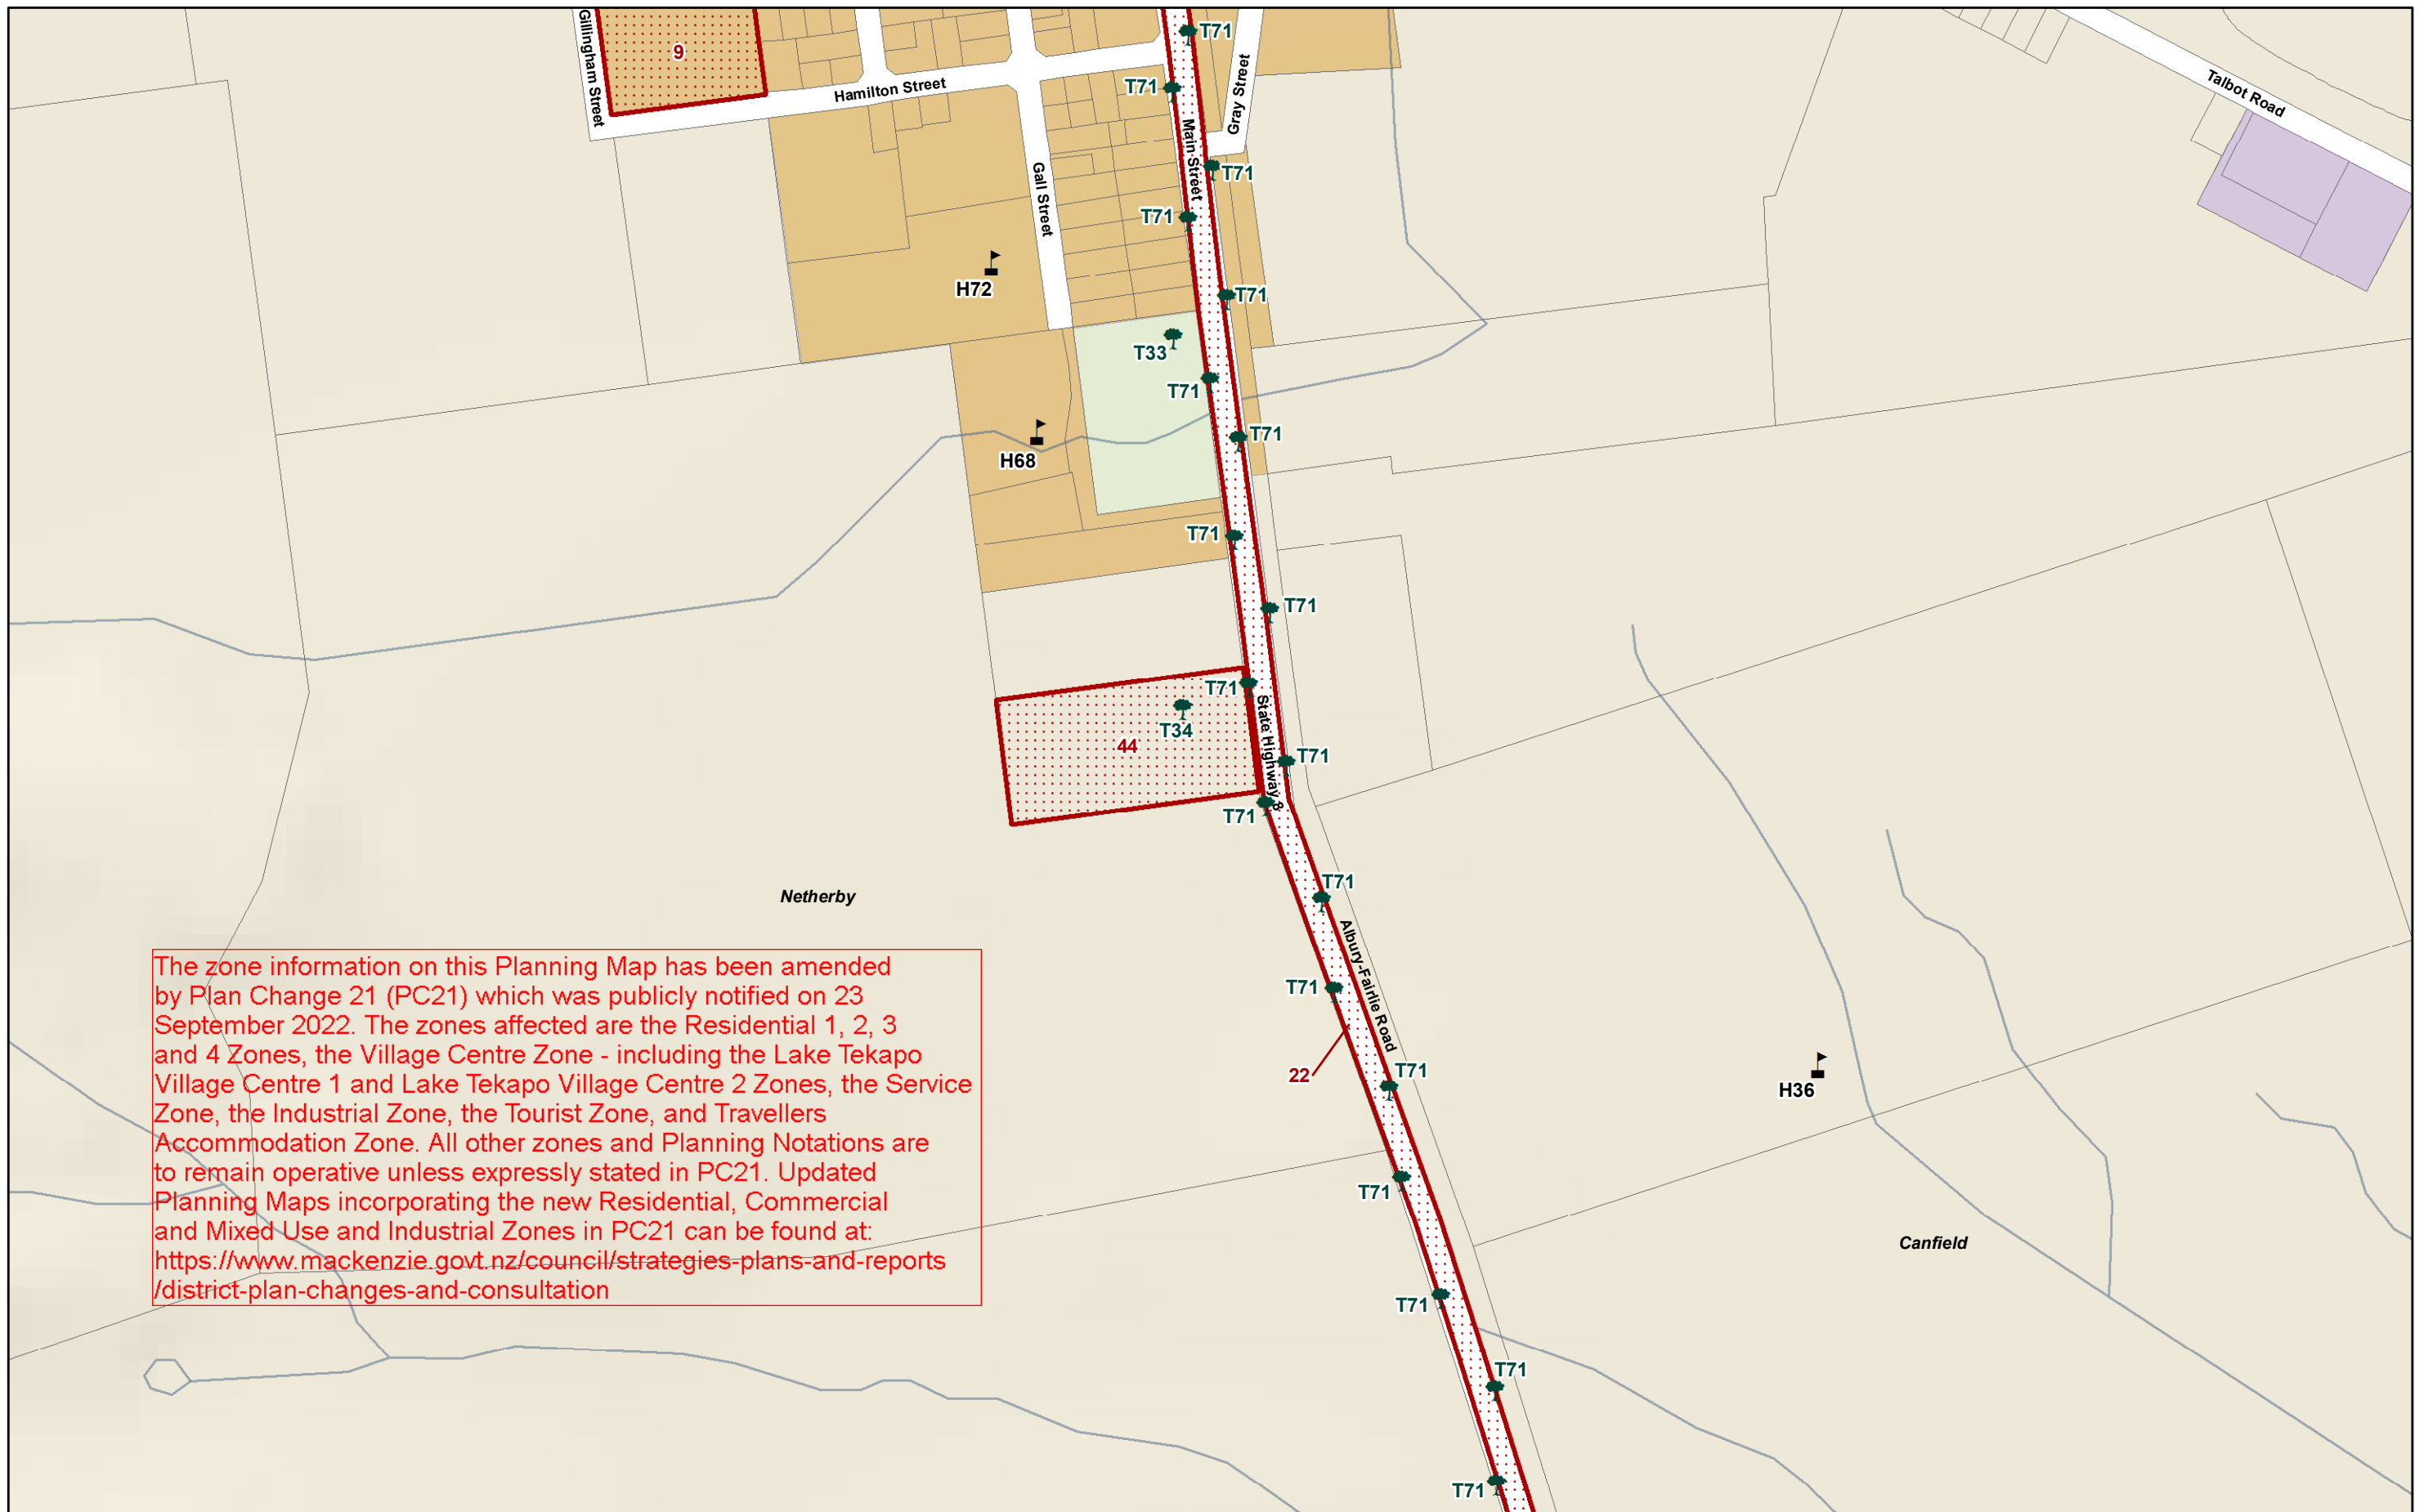 Gillingham Street
9
T71
Talbot Road
Hamilton Street
T71
Gray Street
Main Street
T71
Gall Street
T71
H72
T71
T33
T71
T71
H68
T71
T71
T71
State Highway 8
T34
44
T71
T71
T71
Netherby
Albury-Fairlie Road
T71
22
T71
H36
T71
Canfield
T71
T71
T71
The zone information on this Planning Map has been amended
by Plan Change 21 (PC21) which was publicly notified on 23
September 2022. The zones affected are the Residential 1, 2, 3
and 4 Zones, the Village Centre Zone - including the Lake Tekapo
Village Centre 1 and Lake Tekapo Village Centre 2 Zones, the Service
Zone, the Industrial Zone, the Tourist Zone, and Travellers
Accommodation Zone. All other zones and Planning Notations are
to remain operative unless expressly stated in PC21. Updated
Planning Maps incorporating the new Residential, Commercial
and Mixed Use and Industrial Zones in PC21 can be found at:
https://www.mackenzie.govt.nz/council/strategies-plans-and-reports
/district-plan-changes-and-consultation